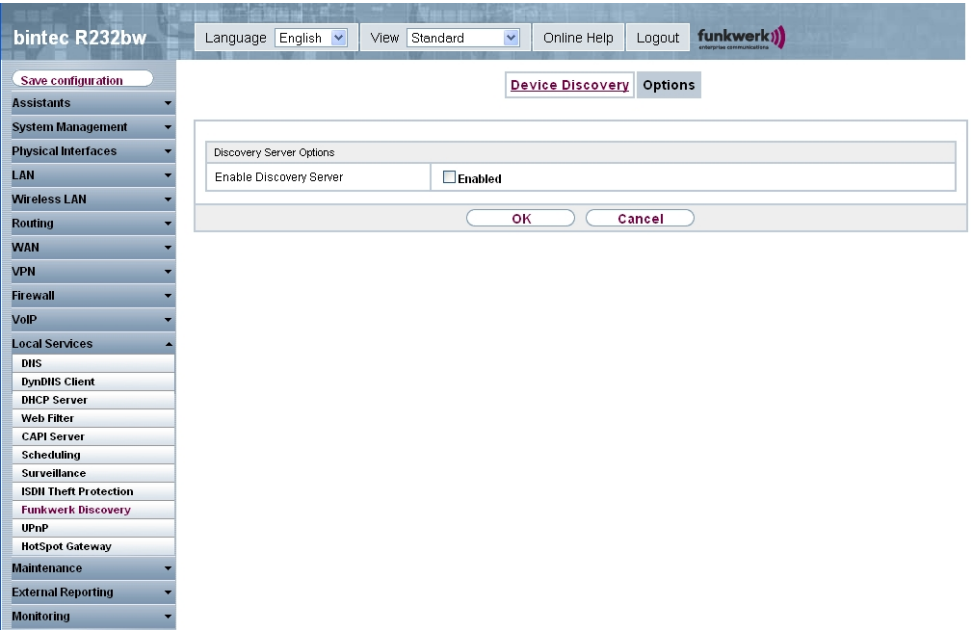 bintec R232bw
Language English View Standard Online Help Logout funkwerk
enterprise communications
Save configuration
Device Discovery Options
Assistants
System Management
Physical Interfaces
LAN
Wireless LAN
Routing
WAN
VPN
Firewall
VoIP
Local Services
DNS
DynDNS Client
DHCP Server
Web Filter
CAPI Server
Scheduling
Surveillance
ISDN Theft Protection
Funkwerk Discovery
UPnP
HotSpot Gateway
Maintenance
External Reporting
Monitoring
Discovery Server Options
Enable Discovery Server Enabled
OK Cancel